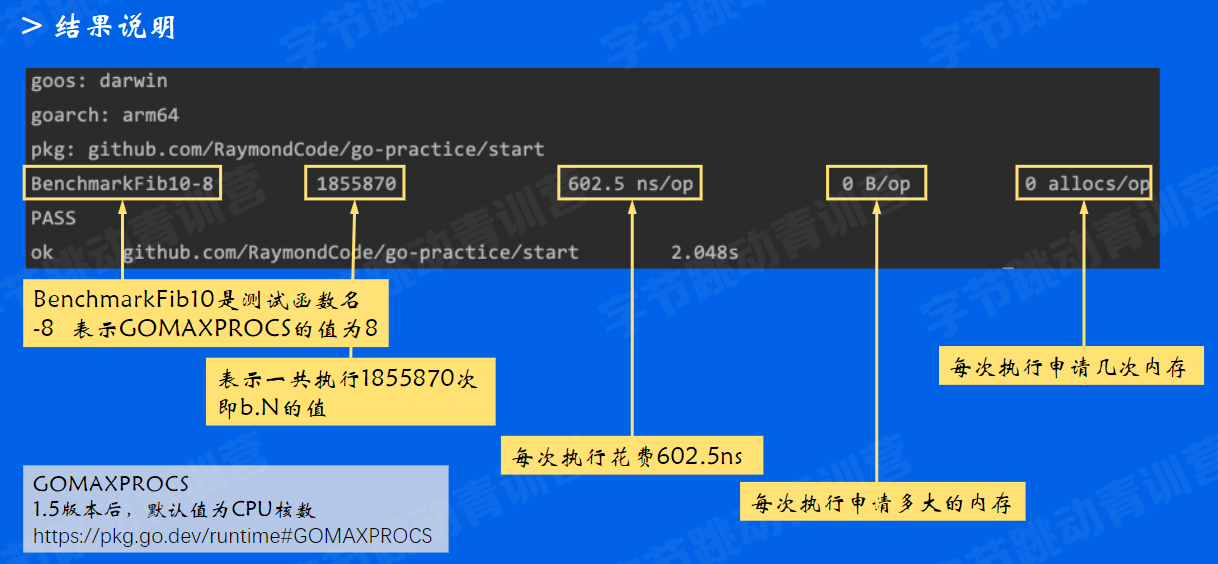 > 结果说明
goos: darwin
goarch: arm64
pkg: github.com/RaymondCode/go-practice/start
BenchmarkFib10-8 1855870 602.5 ns/op 0 B/op 0 allocs/op
PASS
ok github.com/RaymondCode/go-practice/start 2.048s
BenchmarkFib10是测试函数名
-8 表示GOMAXPROCS的值为8
表示一共执行1855870次
即b.N的值
每次执行申请几次内存
每次执行花费602.5ns
每次执行申请多大的内存
GOMAXPROCS
1.5版本后，默认值为CPU核数
https://pkg.go.dev/runtime#GOMAXPROCS
字节跳动青训营